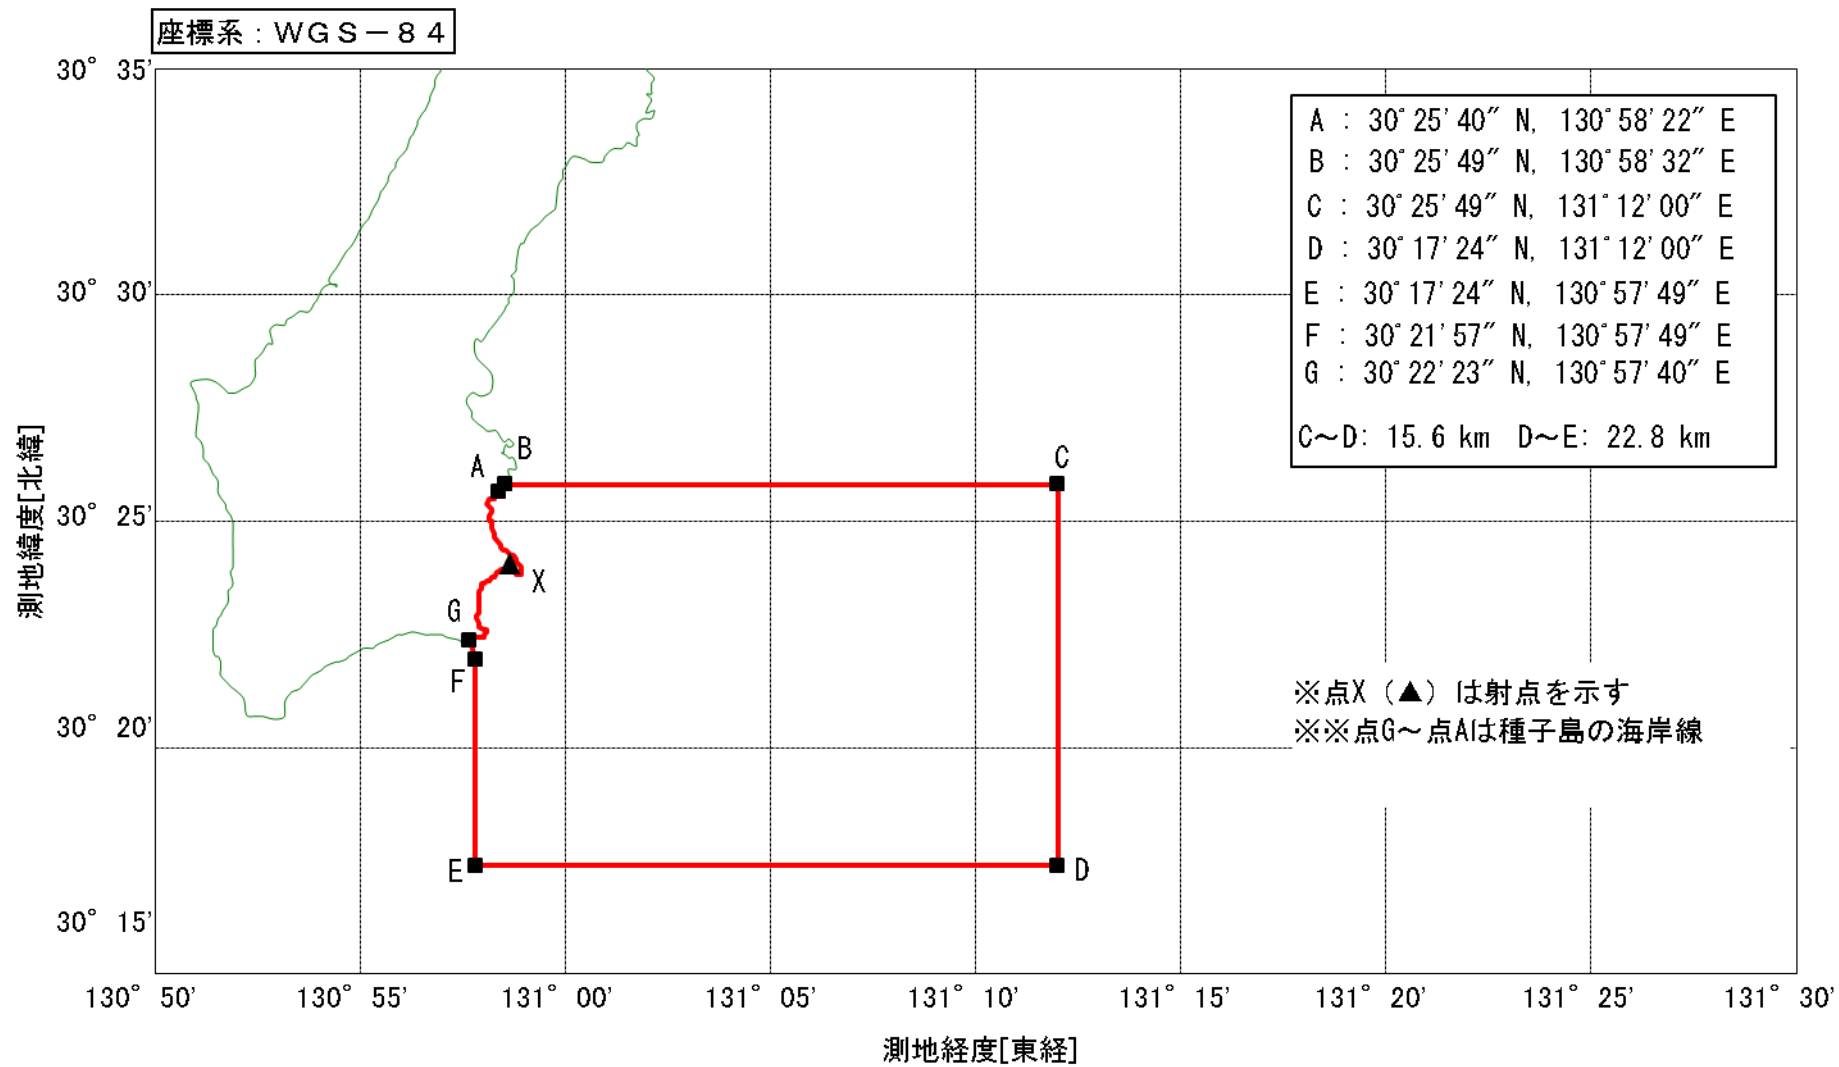 座標系：ＷＧＳ－８４
30° 35'
30° 30'
30° 25'
30° 20'
30° 15'
測地緯度[北緯]
A : 30°25'40″ N, 130°58'22″ E
B : 30°25'49″ N, 130°58'32″ E
C : 30°25'49″ N, 131°12'00″ E
D : 30°17'24″ N, 131°12'00″ E
E : 30°17'24″ N, 130°57'49″ E
F : 30°21'57″ N, 130°57'49″ E
G : 30°22'23″ N, 130°57'40″ E
C～D: 15.6 km D～E: 22.8 km
B
A
C
X
G
F
E
D
※点X（▲）は射点を示す
※※点G～点Aは種子島の海岸線
130° 50' 130° 55' 131° 00' 131° 05' 131° 10' 131° 15' 131° 20' 131° 25' 131° 30'
測地経度[東経]